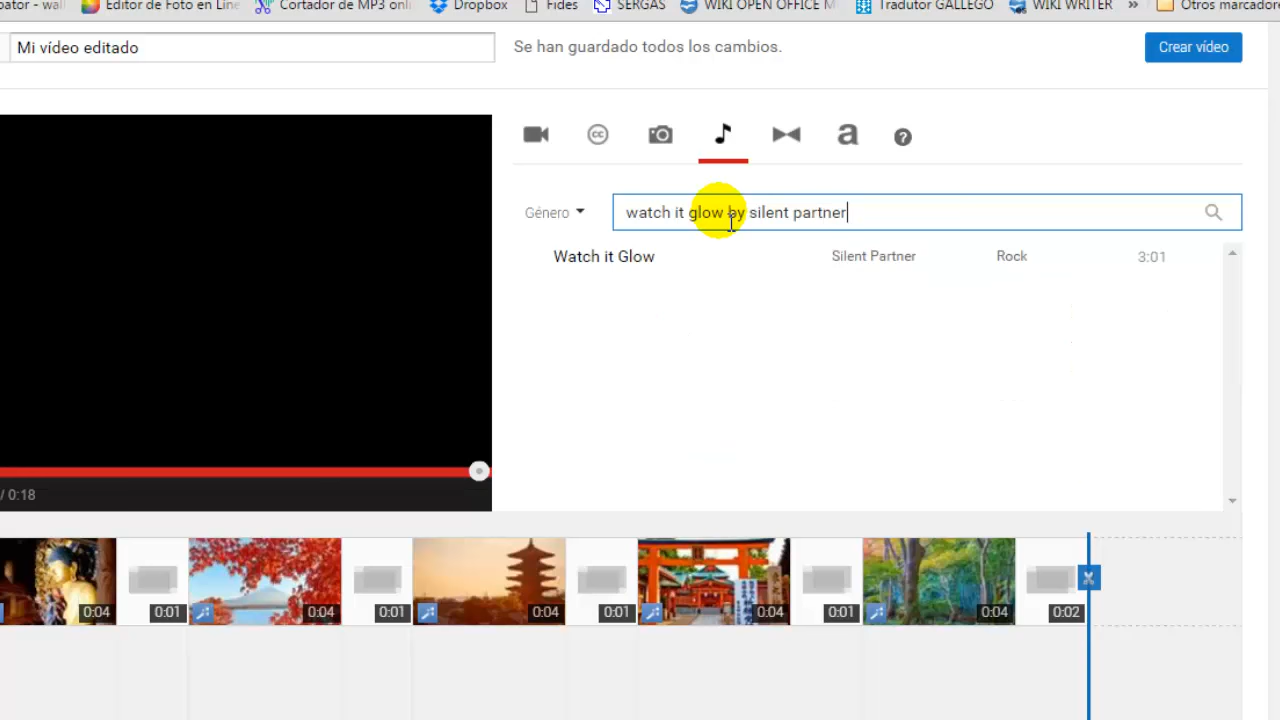 Editor de Foto en Líne
Cortador de MP3 onli
Dropbox
Fides
SERGAS
WIKI OPEN OFFICE M
Tradutor GALLEGO
WIKI WRITER
»
Otros marcador
Mi vídeo editado
Se han guardado todos los cambios.
Crear vídeo
cc
a
?
Género
watch it glow by silent partner
Watch it Glow Silent Partner Rock 3:01
/ 0:18
0:04 0:01 0:04 0:01 0:04 0:01 0:04 0:01 0:04 0:02